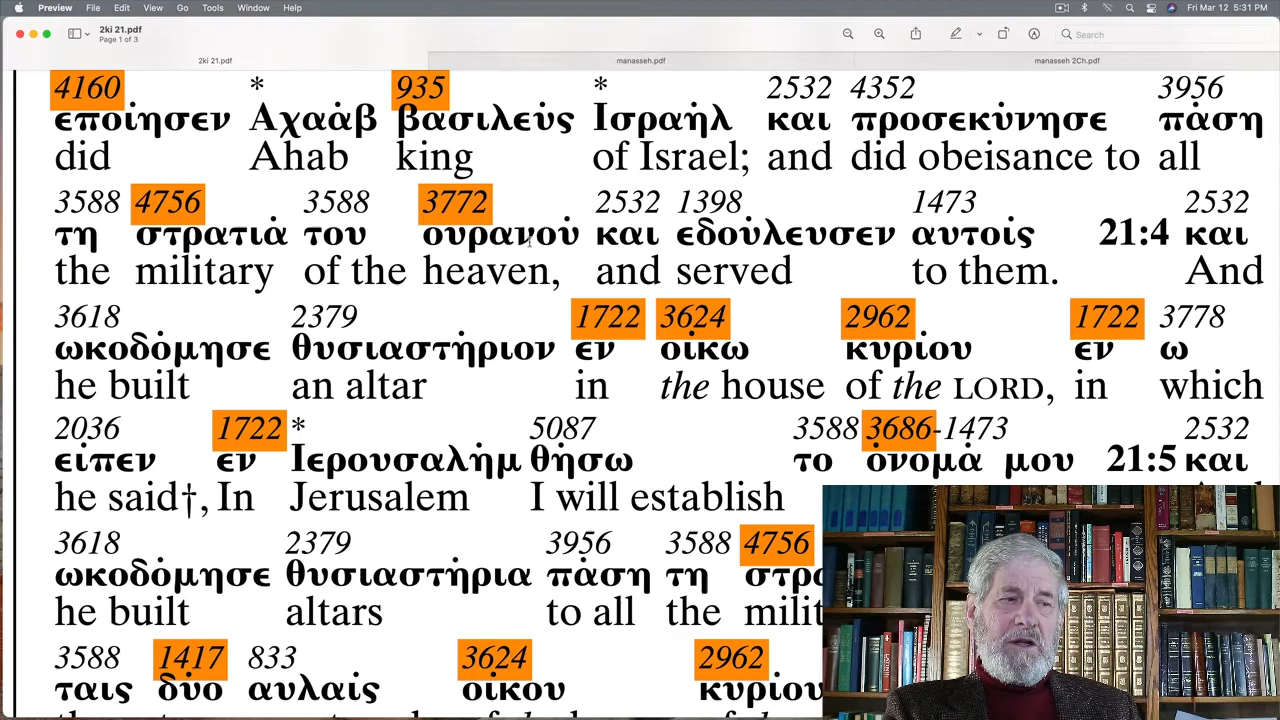 Preview File Edit View Go Tools Window Help Fri Mar 12 5:31 PM
2ki 21.pdf
Page 1 of 3
Search
2ki 21.pdf manasseh.pdf manasseh 2Ch.pdf
4160 * 935 * 2532 4352 3956
εποίησεν Αχαάβ βασιλεύς Ισραήλ και προσεκύνησε πάση
did Ahab king of Israel; and did obeisance to all
3588 4756 3588 3772 2532 1398 1473 2532
τη στρατιά του ουρανού και εδούλευσεν αυτοίς 21:4 και
the military of the heaven, and served to them. And
3618 2379 1722 3624 2962 1722 3778
ωκοδόμησε θυσιαστήριον εν οίκω κυρίου εν ω
he built an altar in the house of the LORD, in which
2036 1722 * 5087 3588 3686-1473 2532
είπεν εν Ιερουσαλήμ θήσω το όνομά μου 21:5 και
he said†, In Jerusalem I will establish
3618 2379 3956 3588 4756
ωκοδόμησε θυσιαστήρια πάση τη στρα
he built altars to all the milit
3588 1417 833 3624 2962
ταις δύο αυλαίς οίκου κυρίου